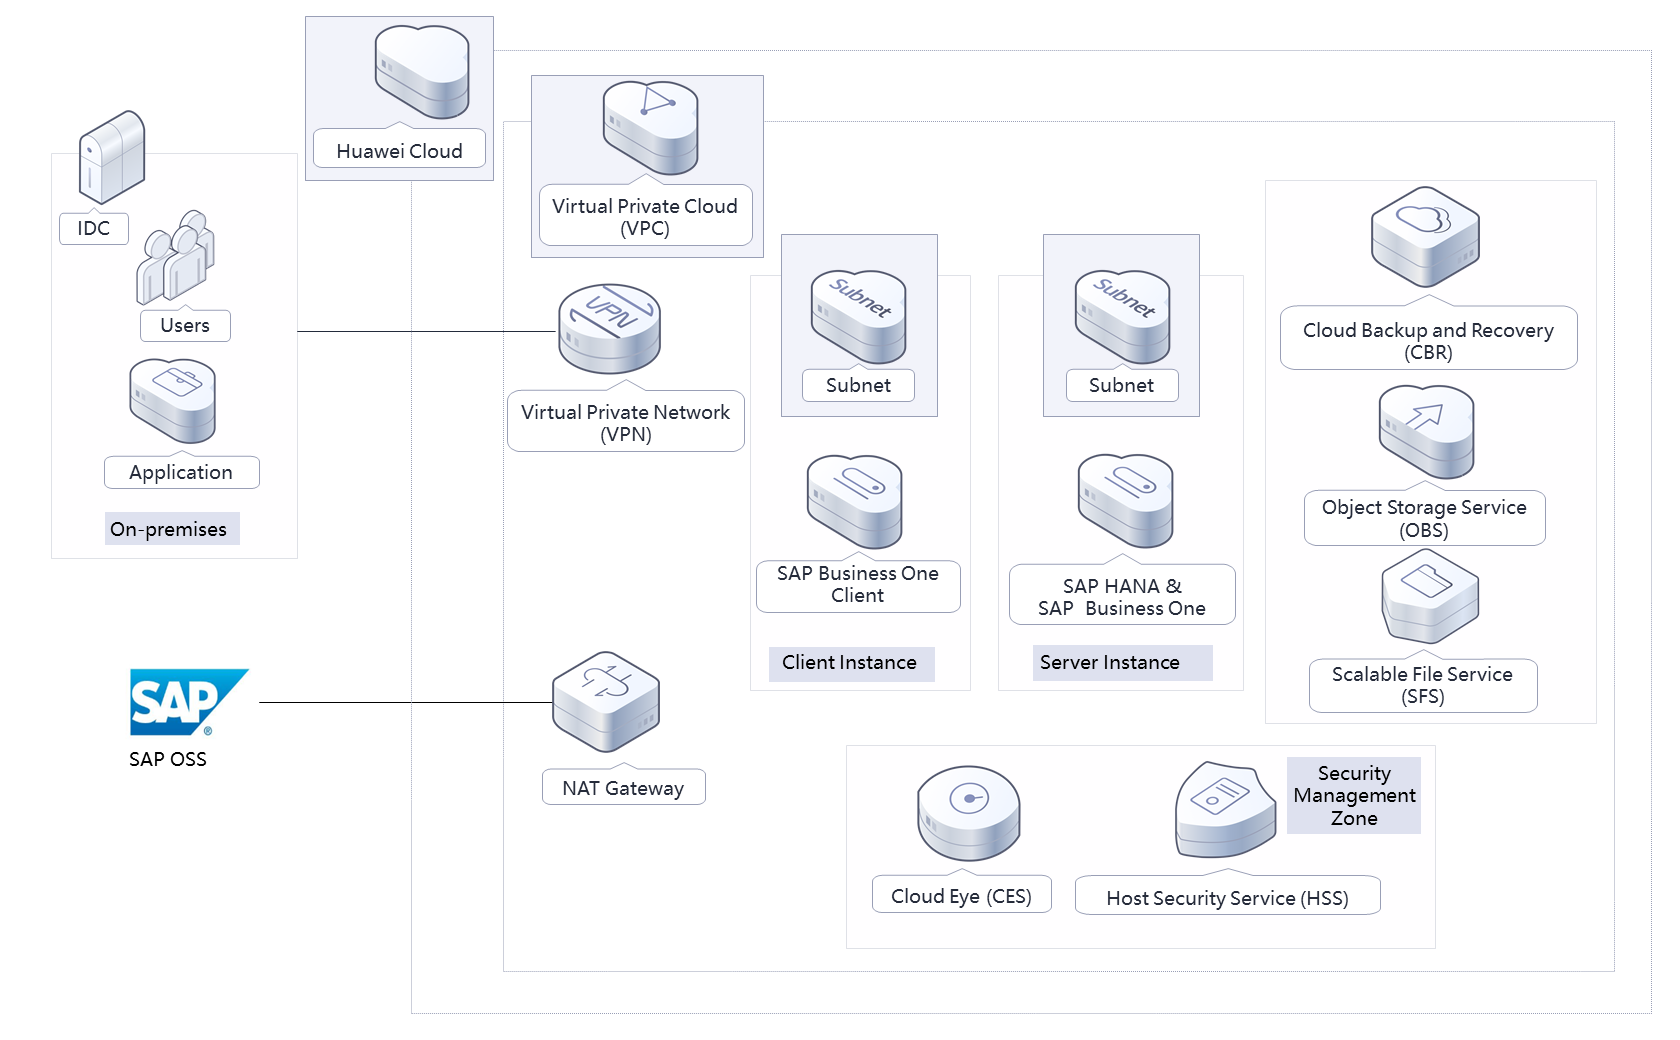 Huawei Cloud
Virtual Private Cloud
(VPC)
IDC
Users
Application
On-premises
VPN
Virtual Private Network
(VPN)
Subnet
Subnet
SAP Business One
Client
Client Instance
Subnet
Subnet
SAP HANA &
SAP Business One
Server Instance
Cloud Backup and Recovery
(CBR)
Object Storage Service
(OBS)
Scalable File Service
(SFS)
SAP
®
SAP OSS
NAT Gateway
Cloud Eye (CES)
Host Security Service (HSS)
Security
Management
Zone